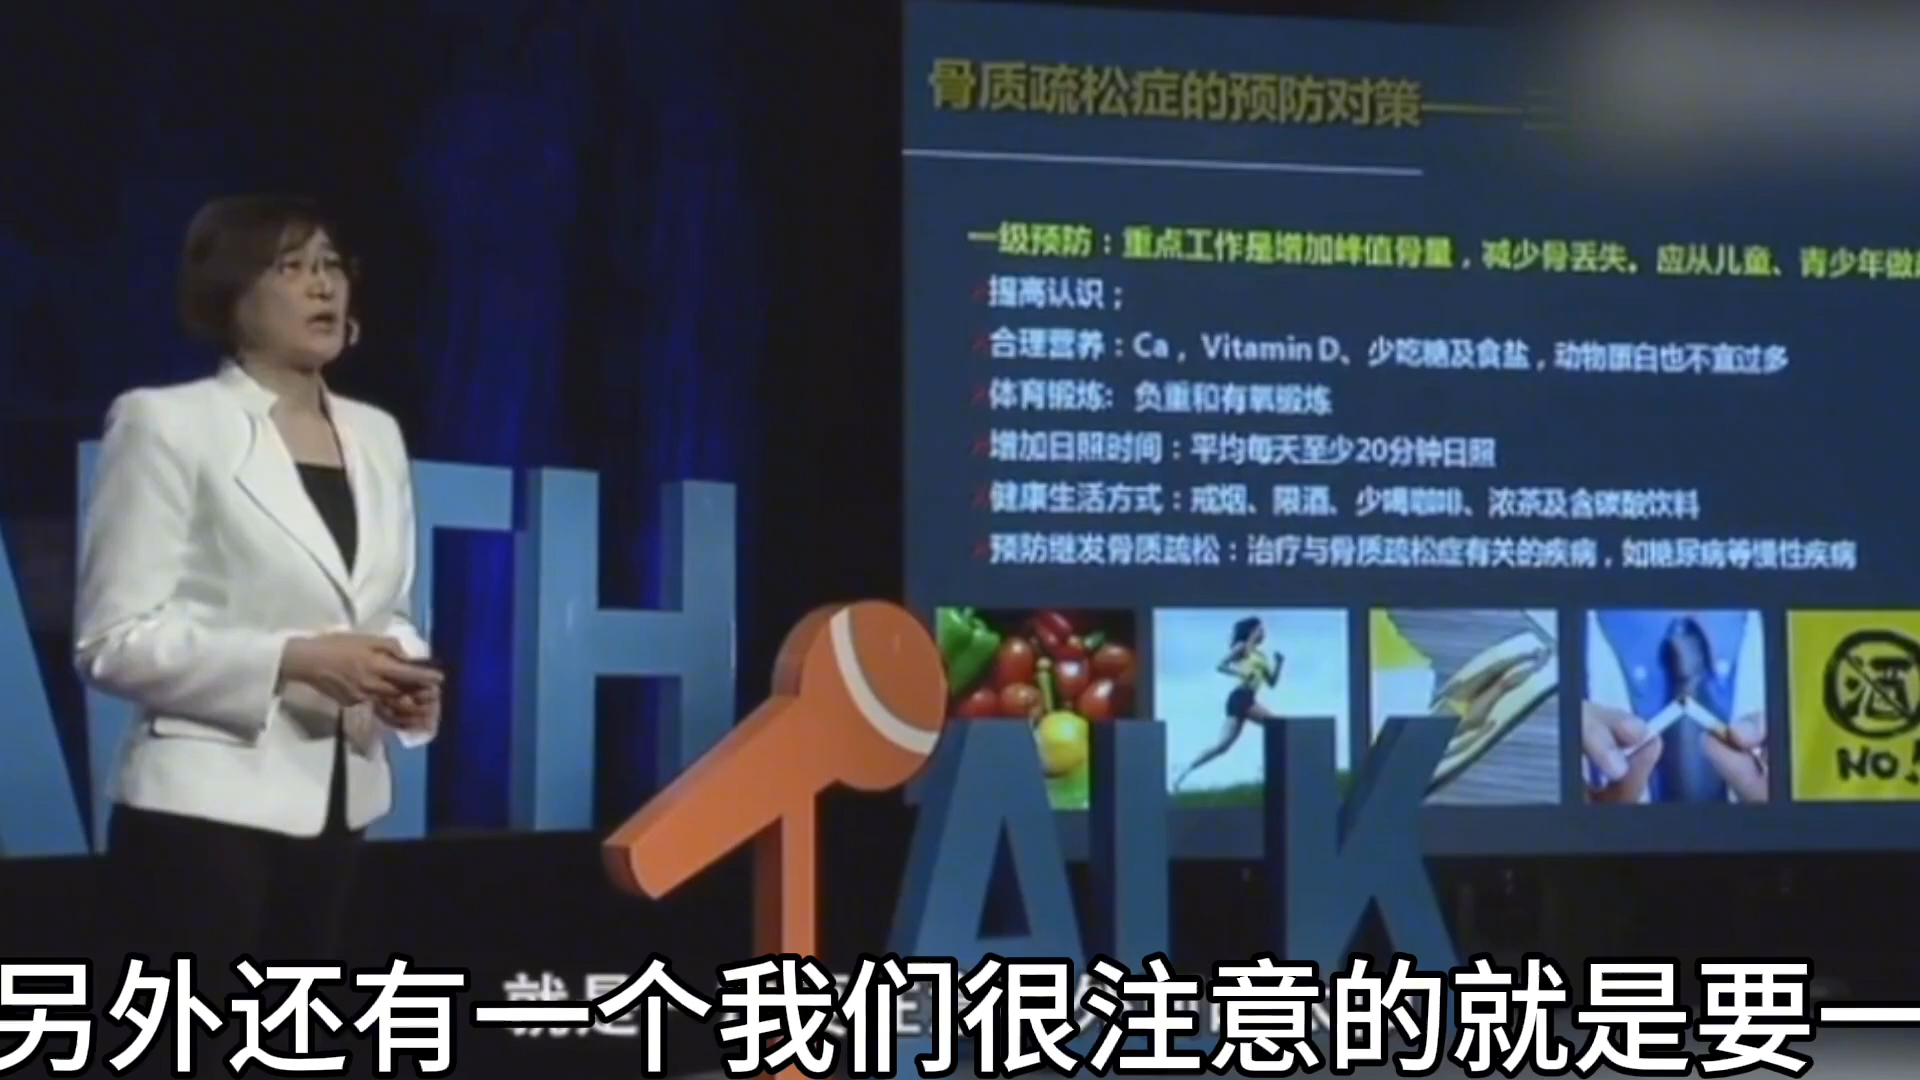 骨质疏松症的预防对策——三
一级预防：重点工作是增加峰值骨量，减少骨丢失。应从儿童、青少年做起
提高认识；
合理营养：Ca，Vitamin D、少吃糖及食盐，动物蛋白也不宜过多
体育锻炼：负重和有氧锻炼
增加日照时间：平均每天至少20分钟日照
健康生活方式：戒烟、限酒、少喝咖啡、浓茶及含碳酸饮料
预防继发骨质疏松：治疗与骨质疏松症有关的疾病，如糖尿病等慢性疾病
酒
NO.
ALTH
TALK
就是
另外还有一个我们很注意的就是要一